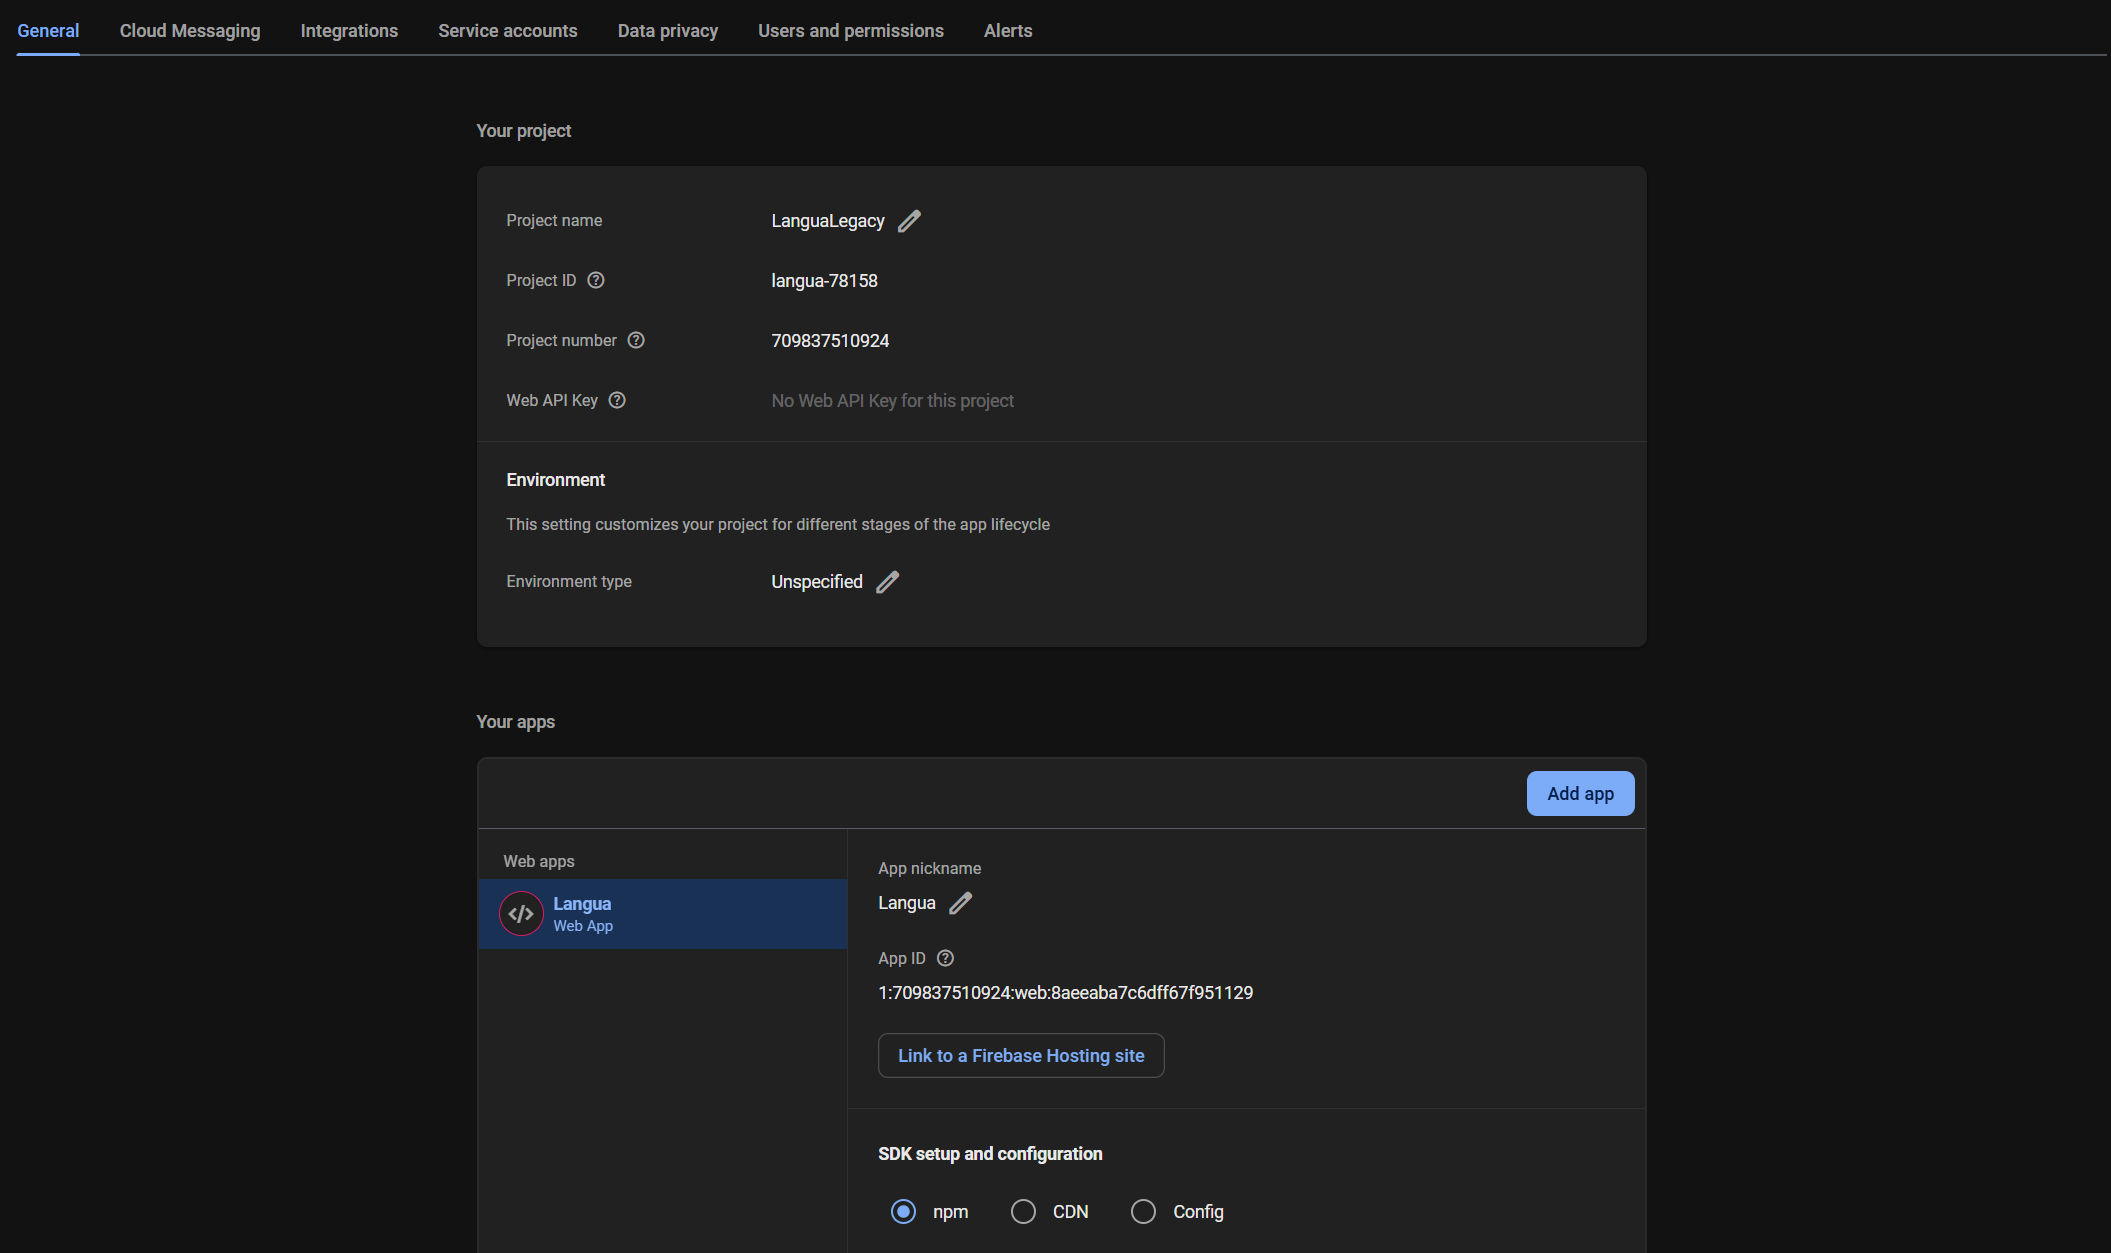 General Cloud Messaging Integrations Service accounts Data privacy Users and permissions Alerts
Your project
Project name LanguaLegacy
Project ID langua-78158
Project number 709837510924
Web API Key No Web API Key for this project
Environment
This setting customizes your project for different stages of the app lifecycle
Environment type Unspecified
Your apps
Add app
Web apps
Langua
Web App
App nickname
Langua
App ID
1:709837510924:web:8aeeaba7c6dff67f951129
Link to a Firebase Hosting site
SDK setup and configuration
npm CDN Config